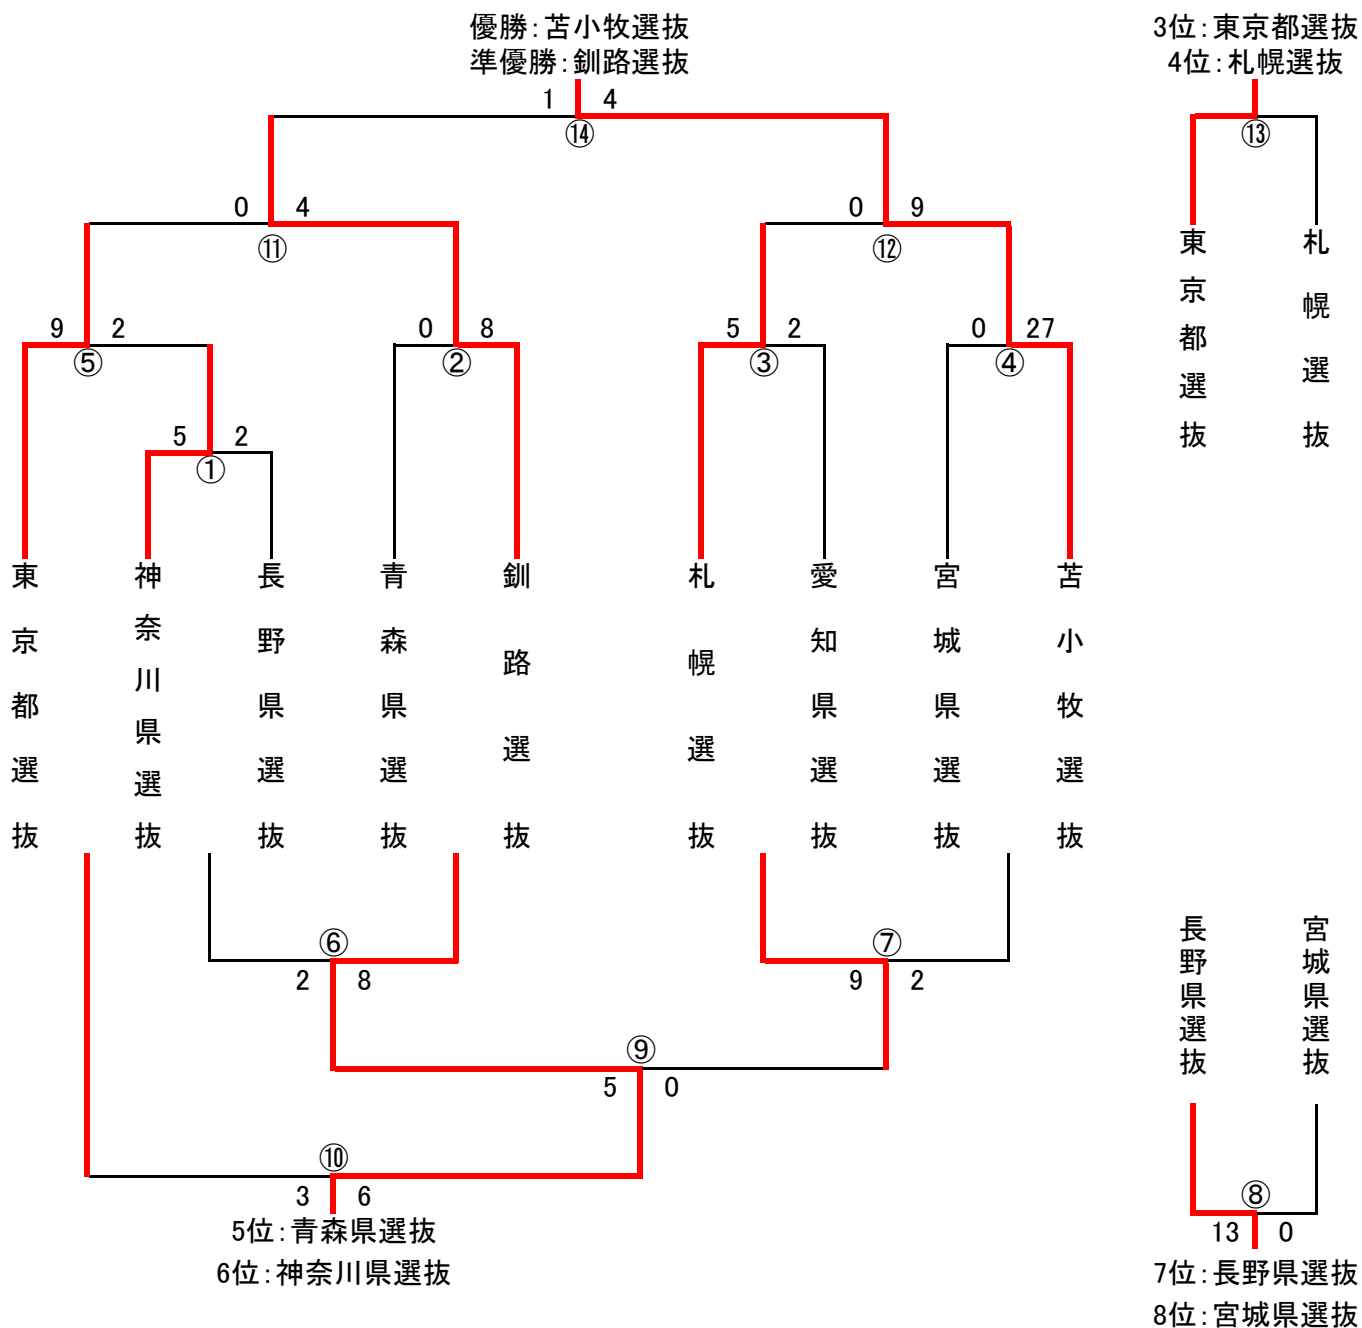 優勝：苫小牧選抜
準優勝：釧路選抜
3位：東京都選抜
4位：札幌選抜
1 4
⑭
⑬
0 4
⑪
0 9
⑫
東京都選抜
札幌選抜
9 2
⑤
0 8
②
5 2
③
0 27
④
5 2
①
東京都選抜
神奈川県選抜
長野県選抜
青森県選抜
釧路選抜
札幌選抜
愛知県選抜
宮城県選抜
苫小牧選抜
⑥
2 8
⑦
9 2
⑨
5 0
⑩
3 6
5位：青森県選抜
6位：神奈川県選抜
長野県選抜
宮城県選抜
⑧
13 0
7位：長野県選抜
8位：宮城県選抜